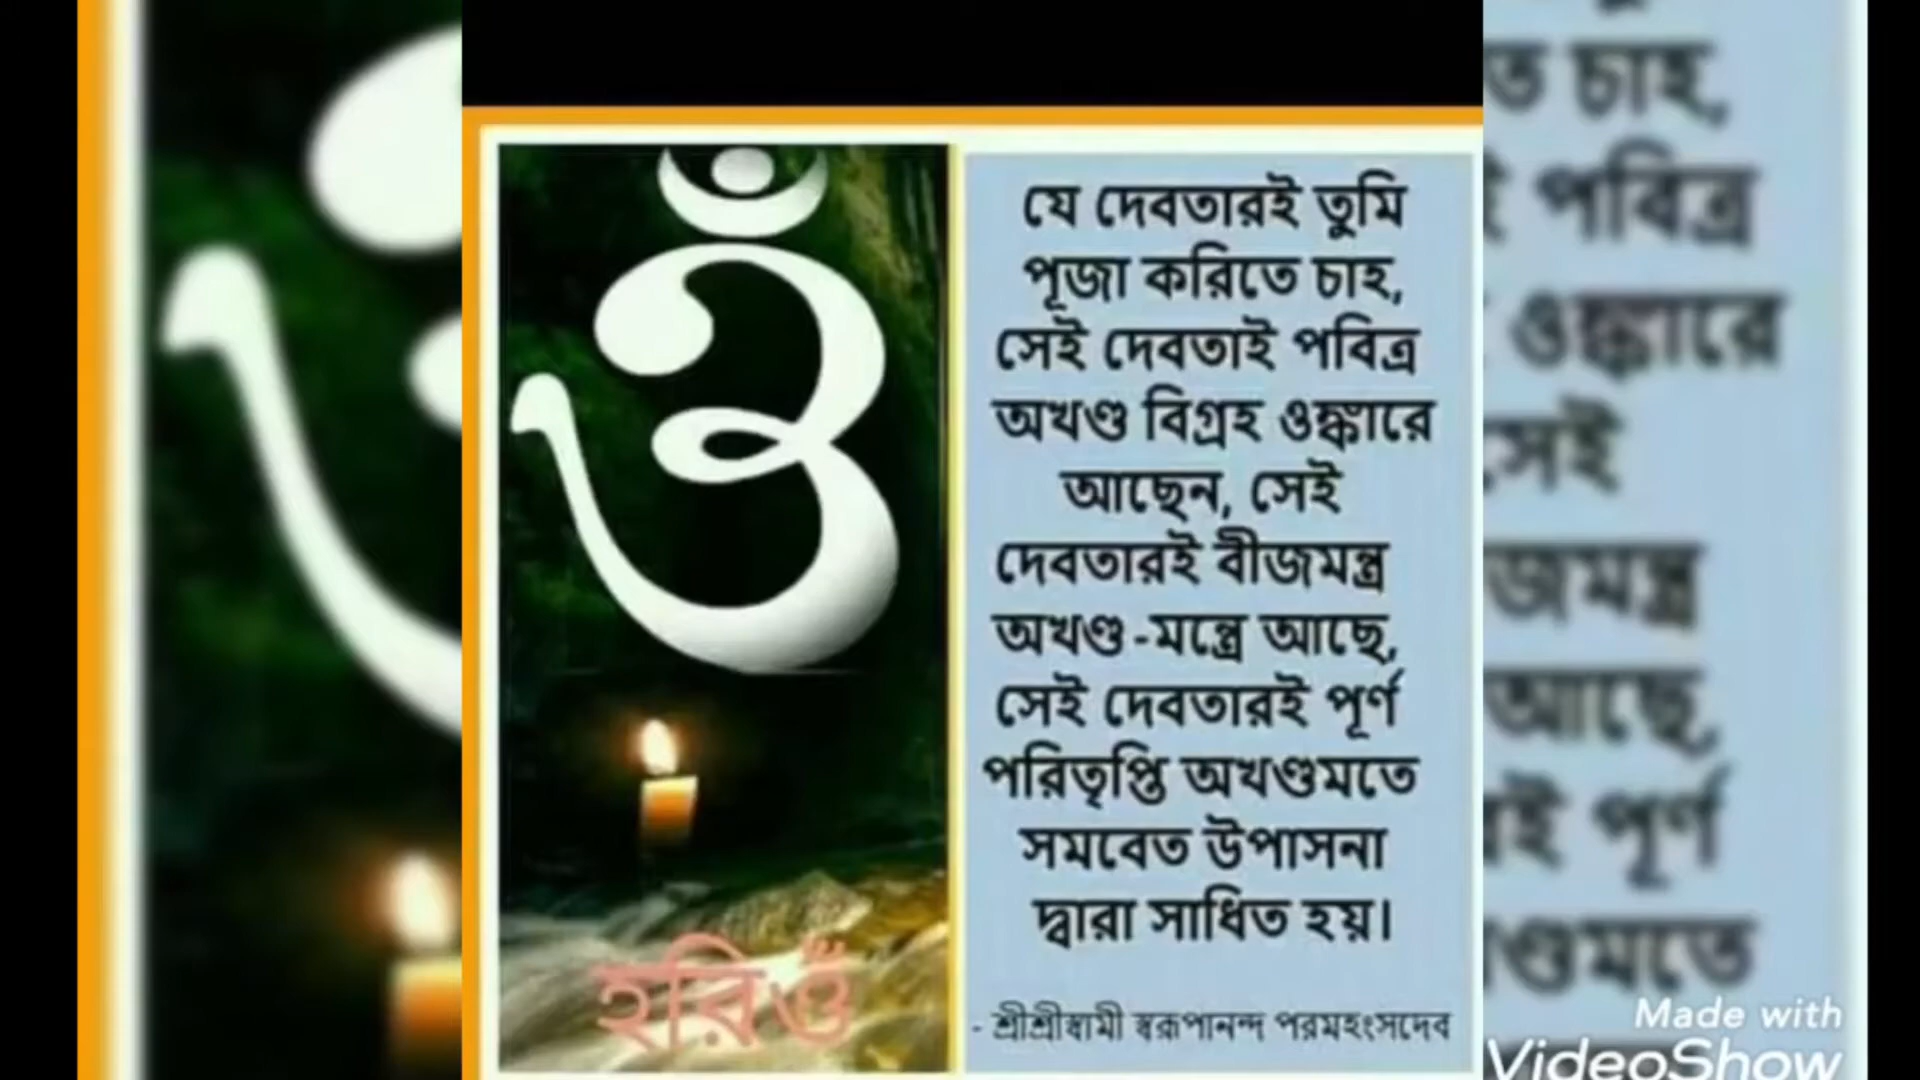 যে দেবতারই তুমি
পূজা করিতে চাহ,
সেই দেবতাই পবিত্র
অখণ্ড বিগ্রহ ওঙ্কারে
আছেন, সেই
দেবতারই বীজমন্ত্র
অখণ্ড-মন্ত্রে আছে,
সেই দেবতারই পূর্ণ
পরিতৃপ্তি অখণ্ডমতে
সমবেত উপাসনা
দ্বারা সাধিত হয়।
- শ্রীশ্রীস্বামী স্বরূপানন্দ পরমহংসদেব
ওঁ
হরিওঁ
Made with
VideoShow